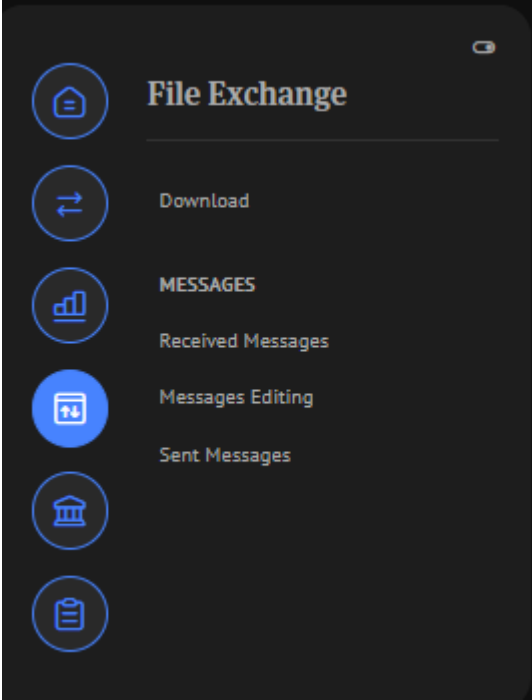 File Exchange
Download
MESSAGES
Received Messages
Messages Editing
Sent Messages